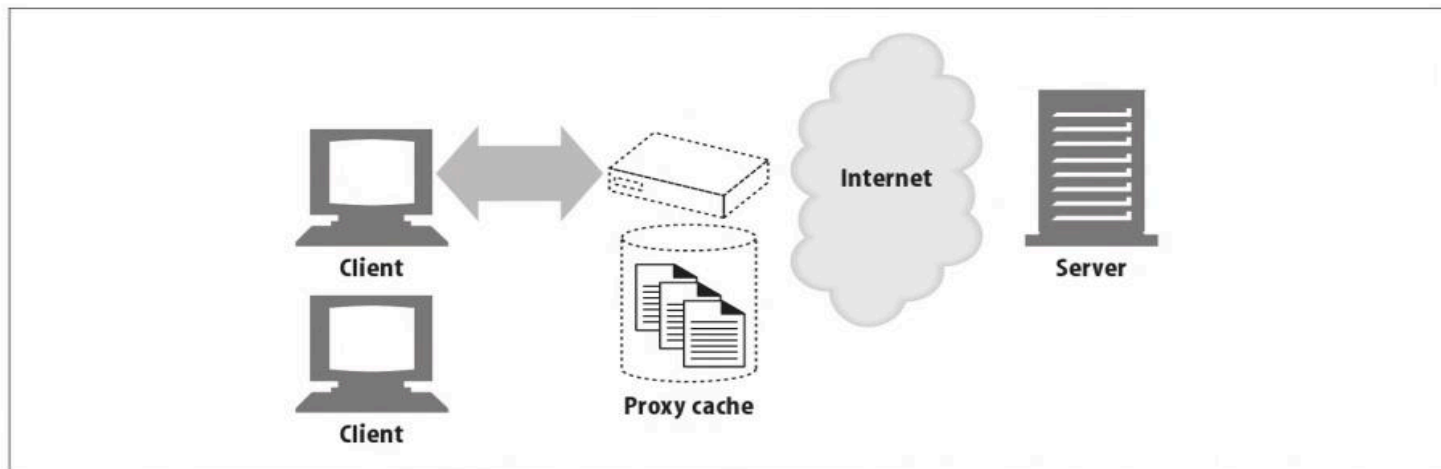 Client
Internet
Server
Client
Proxy cache